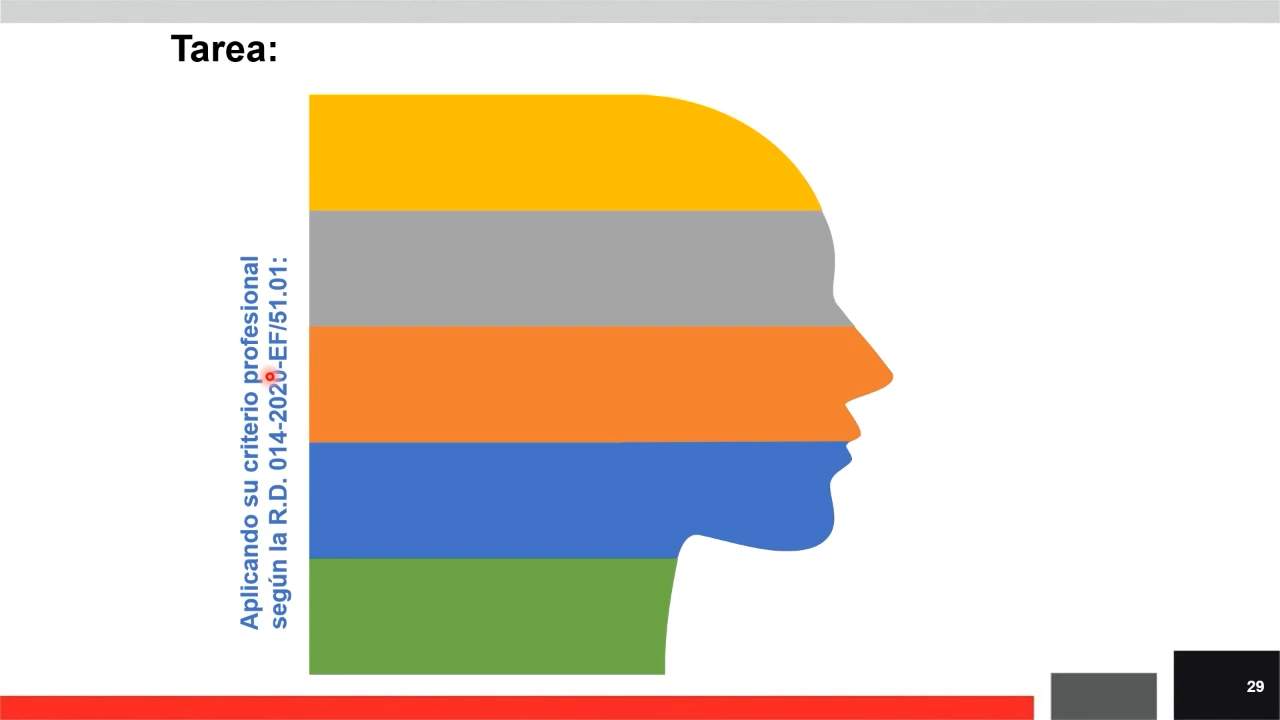 Tarea:
Aplicando su criterio profesional
según la R.D. 014-2020-EF/51.01:
29